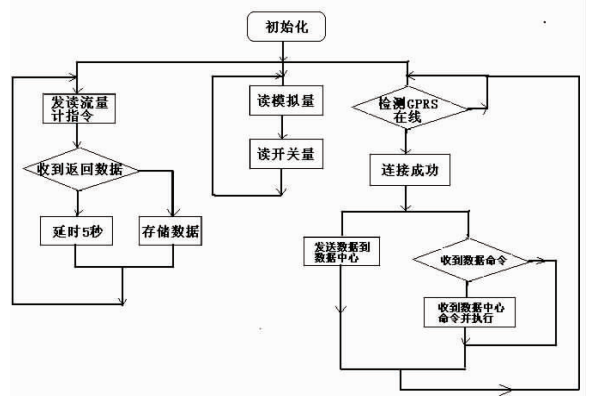 初始化
发读流量
计指令
收到返回数据
延时5秒
存储数据
读模拟量
读开关量
检测GPRS
在线
连接成功
发送数据到
数据中心
收到数据命令
收到数据中心
命令并执行